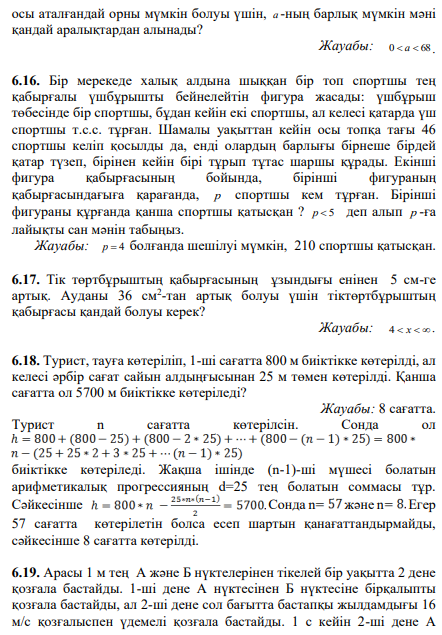 осы аталғандай орны мүмкін болуы үшін, a -ның барлық мүмкін мәні
қандай аралықтардан алынады?
Жауабы: 0 < a < 68.
6.16. Бір мерекеде халық алдына шыққан бір топ спортшы тең
қабырғалы үшбұрышты бейнелейтін фигура жасады: үшбұрыш
төбесінде бір спортшы, бұдан кейін екі спортшы, ал келесі қатарда үш
спортшы т.с.с. тұрған. Шамалы уақыттан кейін осы топқа тағы 46
спортшы келіп қосылды да, енді олардың барлығы бірнеше бірдей
қатар түзеп, бірінен кейін бірі тұрып тұтас шаршы құрады. Екінші
фигура қабырғасының бойында, бірінші фигураның
қабырғасындағыға қарағанда, p спортшы кем тұрған. Бірінші
фигураны құрғанда қанша спортшы қатысқан ? p < 5 деп алып p -ға
лайықты сан мәнін табыңыз.
Жауабы: p = 4 болғанда шешілуі мүмкін, 210 спортшы қатысқан.
6.17. Тік төртбұрыштың қабырғасының ұзындығы енінен 5 см-ге
артық. Ауданы 36 см²-тан артық болуы үшін тіктөртбұрыштың
қабырғасы қандай болуы керек?
Жауабы: 4 < x < ∞.
6.18. Турист, тауға көтеріліп, 1-ші сағатта 800 м биіктікке көтерілді, ал
келесі әрбір сағат сайын алдыңғысынан 25 м төмен көтерілді. Қанша
сағатта ол 5700 м биіктікке көтеріледі?
Жауабы: 8 сағатта.
Турист n сағатта көтерілсін. Сонда ол
h = 800 + (800 − 25) + (800 − 2 * 25) + ⋯ + (800 − (n − 1) * 25) = 800 *
n − (25 + 25 * 2 + 3 * 25 + ⋯ (n − 1) * 25)
биіктікке көтеріледі. Жақша ішінде (n-1)-ші мүшесі болатын
арифметикалық прогрессияның d=25 тең болатын соммасы тұр.
Сәйкесінше h = 800 * n − 25*n*(n−1)/2 = 5700. Сонда n= 57 және n= 8. Егер
57 сағатта көтерілетін болса есеп шартын қанағаттандырмайды,
сәйкесінше 8 сағатта көтерілді.
6.19. Арасы 1 м тең А және Б нүктелерінен тікелей бір уақытта 2 дене
қозғала бастайды. 1-ші дене А нүктесінен Б нүктесіне бірқалыпты
қозғала бастайды, ал 2-ші дене сол бағытта бастапқы жылдамдығы 16
м/с қозғалыспен үдемелі қозғала бастайды. 1 с кейін 2-ші дене А